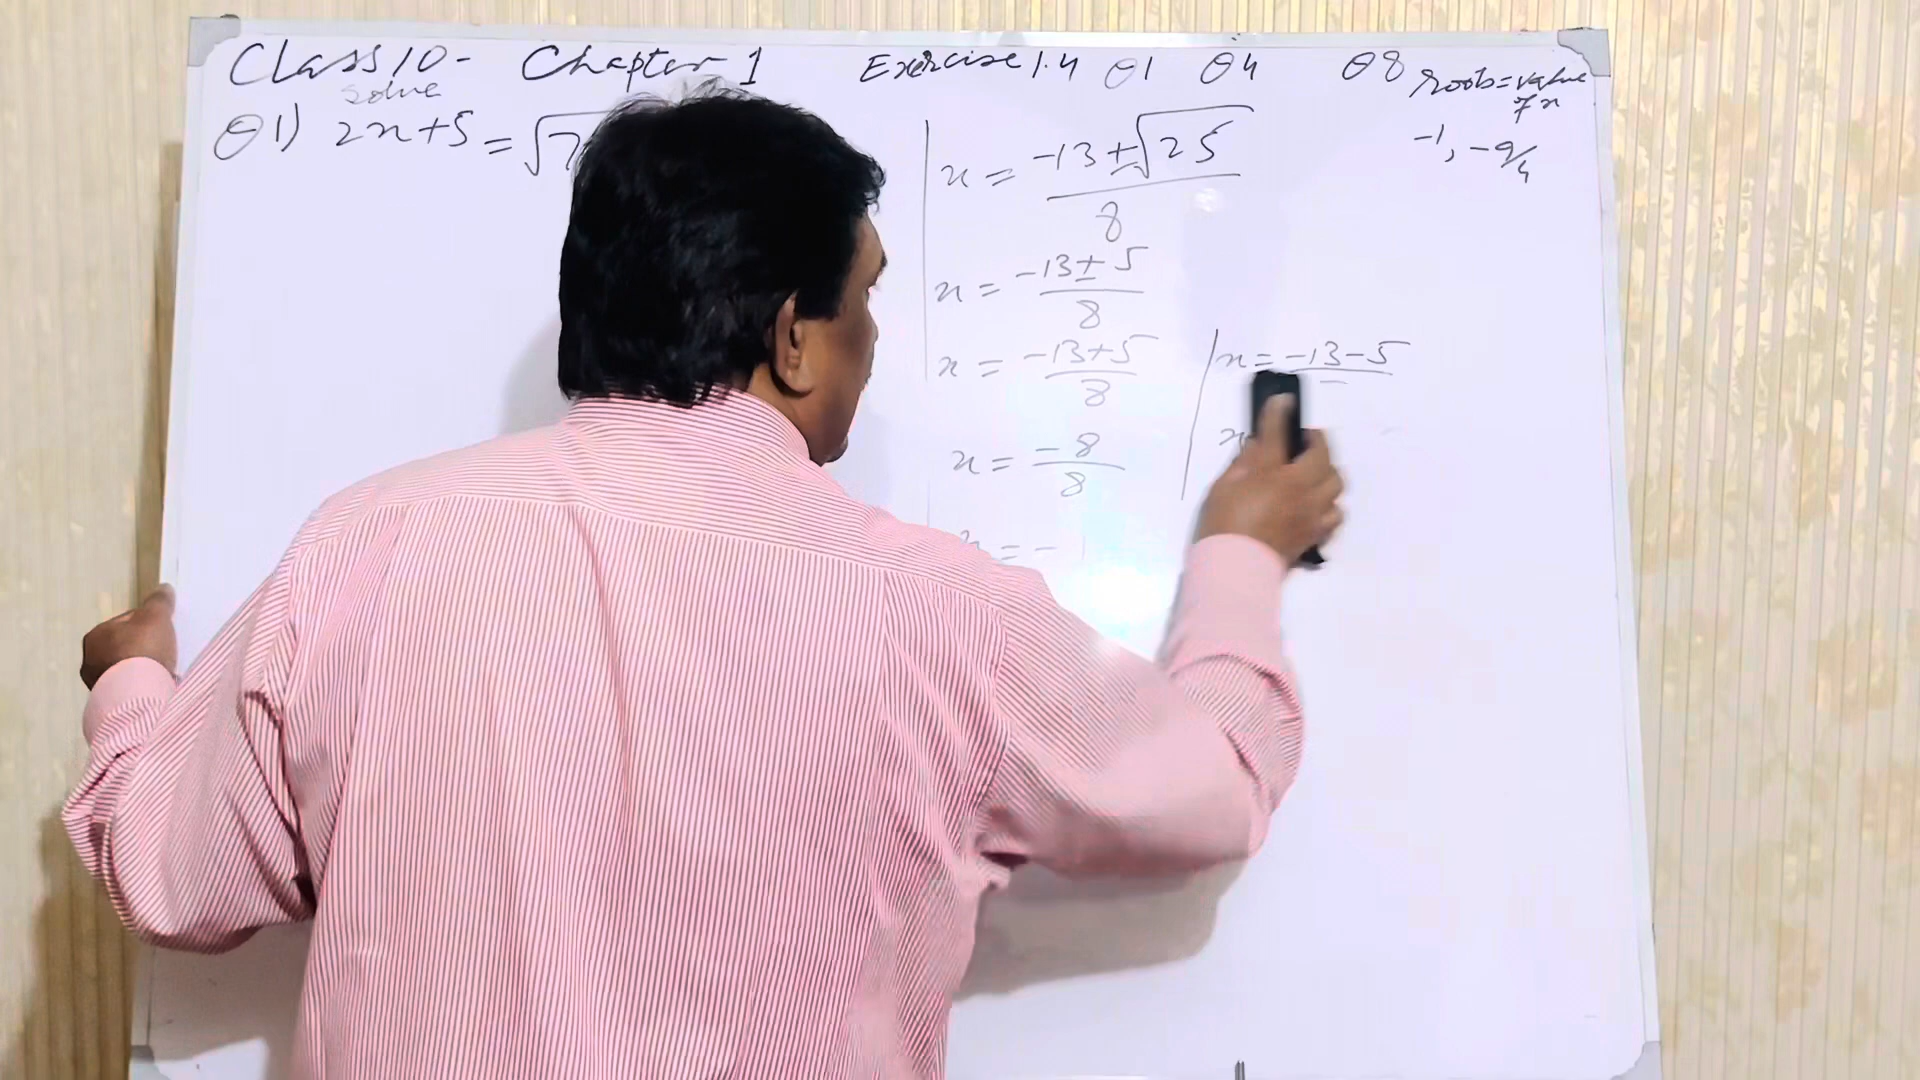 Class 10 - Chapter 1 Exercise 1.4 Q1 Q4 Q8
roots = value of x
-1, -9/4
solve
Q1) 2x+5 = √7
x = -13±√25 / 8
x = -13±5 / 8
x = -13+5 / 8
x = -13-5
x = -8 / 8
x
x = -1